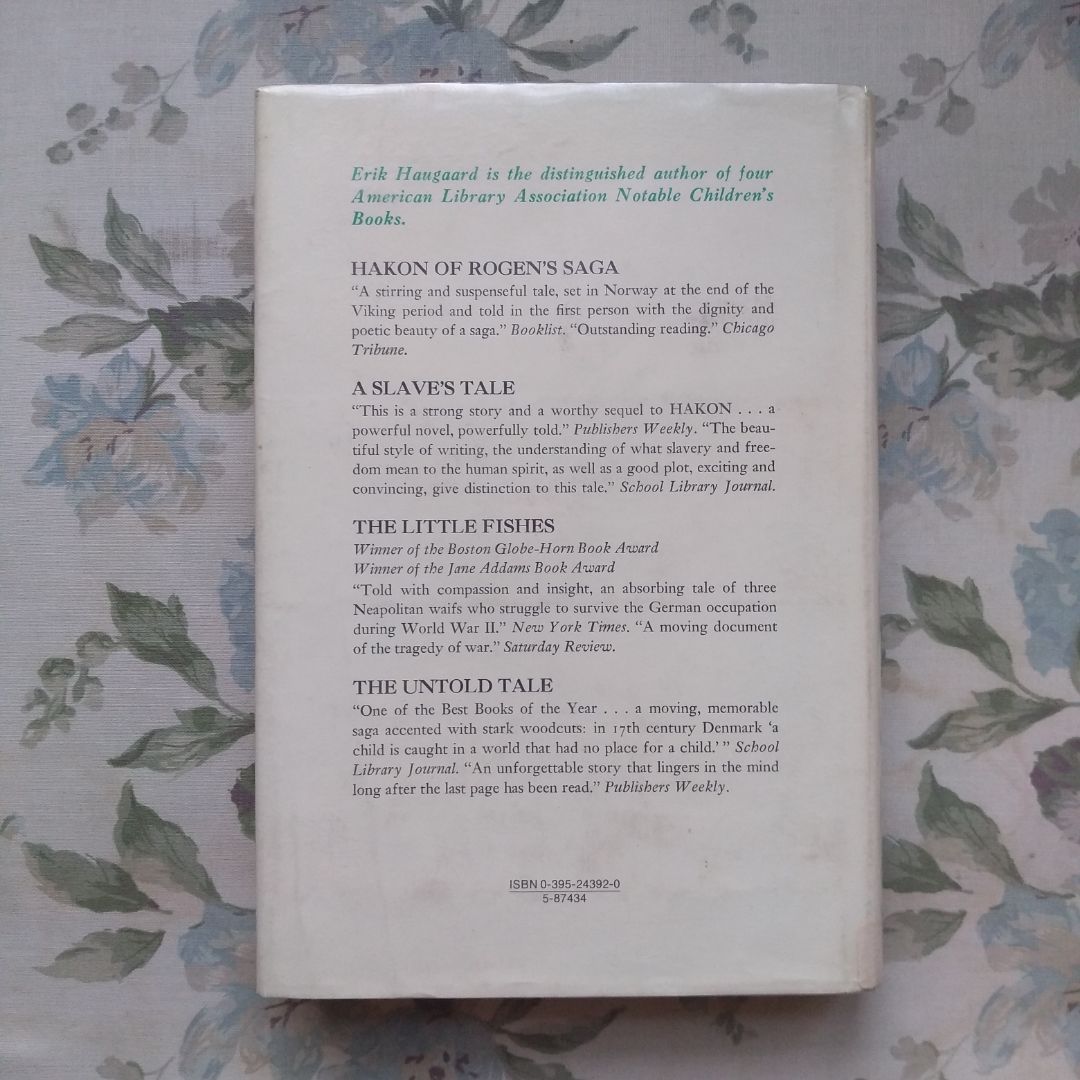 Erik Haugaard is the distinguished author of four
American Library Association Notable Children's
Books.
HAKON OF ROGEN'S SAGA
"A stirring and suspenseful tale, set in Norway at the end of the
Viking period and told in the first person with the dignity and
poetic beauty of a saga." Booklist. "Outstanding reading." Chicago
Tribune.
A SLAVE'S TALE
"This is a strong story and a worthy sequel to HAKON . . . a
powerful novel, powerfully told." Publishers Weekly. "The beau-
tiful style of writing, the understanding of what slavery and free-
dom mean to the human spirit, as well as a good plot, exciting and
convincing, give distinction to this tale." School Library Journal.
THE LITTLE FISHES
Winner of the Boston Globe-Horn Book Award
Winner of the Jane Addams Book Award
"Told with compassion and insight, an absorbing tale of three
Neapolitan waifs who struggle to survive the German occupation
during World War II." New York Times. "A moving document
of the tragedy of war." Saturday Review.
THE UNTOLD TALE
"One of the Best Books of the Year . . . a moving, memorable
saga accented with stark woodcuts: in 17th century Denmark 'a
child is caught in a world that had no place for a child.' " School
Library Journal. "An unforgettable story that lingers in the mind
long after the last page has been read." Publishers Weekly.
ISBN 0-395-24392-0
5-87434